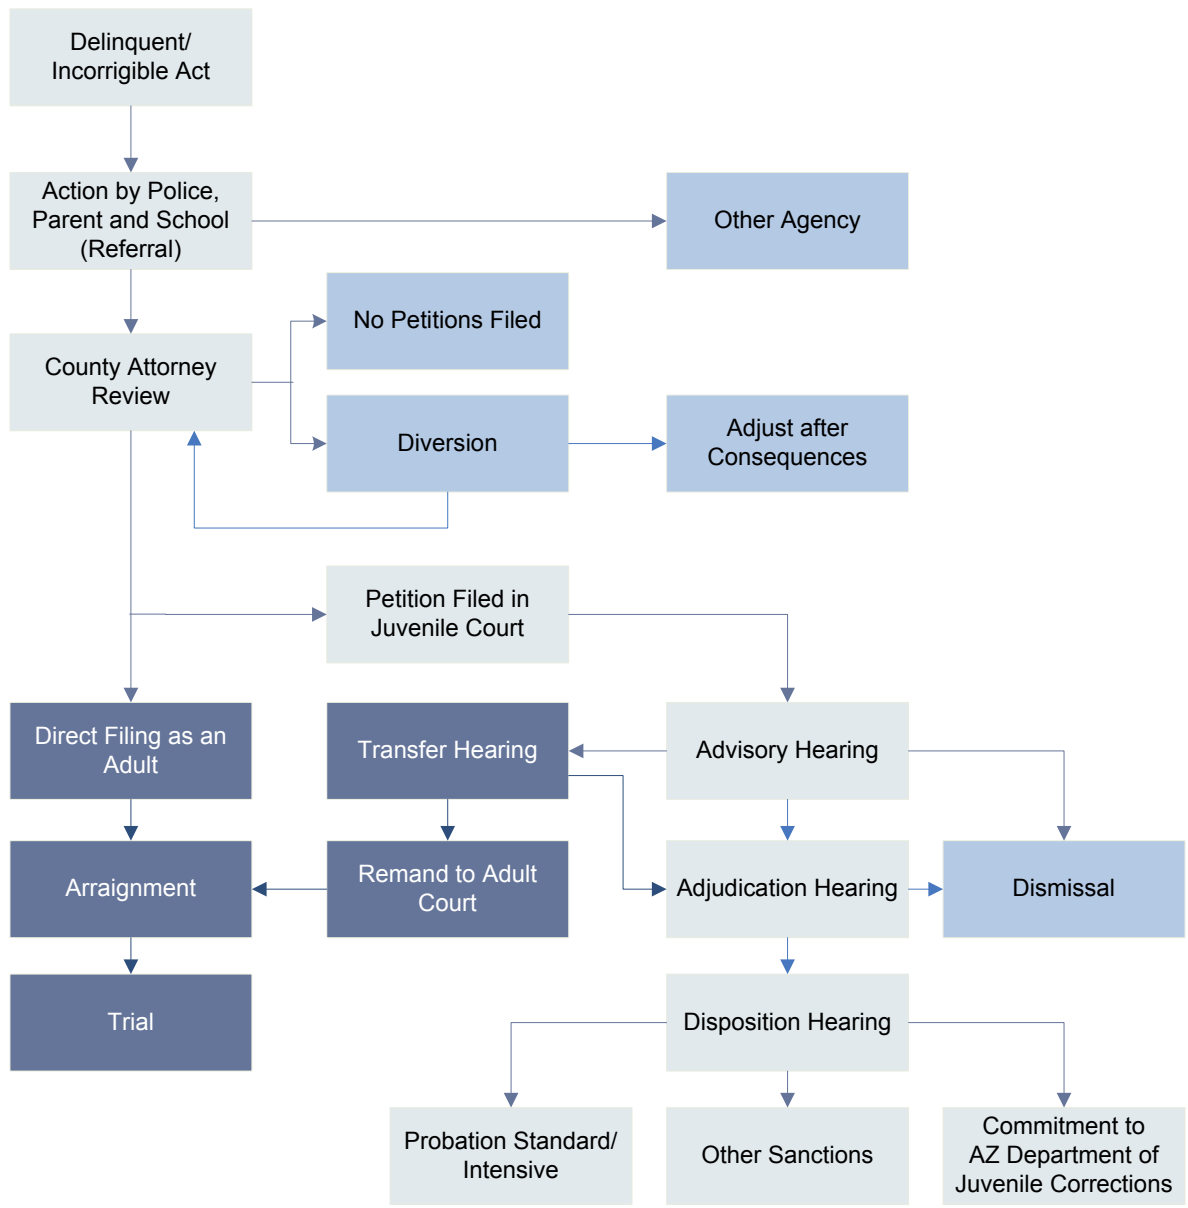 Delinquent/
Incorrigible Act
Action by Police,
Parent and School
(Referral)
Other Agency
No Petitions Filed
County Attorney
Review
Diversion
Adjust after
Consequences
Petition Filed in
Juvenile Court
Direct Filing as an
Adult
Transfer Hearing
Advisory Hearing
Arraignment
Remand to Adult
Court
Adjudication Hearing
Dismissal
Trial
Disposition Hearing
Probation Standard/
Intensive
Other Sanctions
Commitment to
AZ Department of
Juvenile Corrections